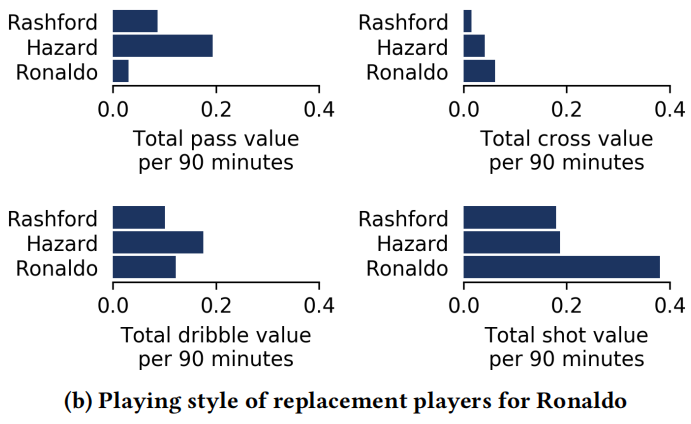 Rashford
Hazard
Ronaldo
0.0 0.2 0.4
Total pass value
per 90 minutes
Rashford
Hazard
Ronaldo
0.0 0.2 0.4
Total cross value
per 90 minutes
Rashford
Hazard
Ronaldo
0.0 0.2 0.4
Total dribble value
per 90 minutes
Rashford
Hazard
Ronaldo
0.0 0.2 0.4
Total shot value
per 90 minutes
(b) Playing style of replacement players for Ronaldo